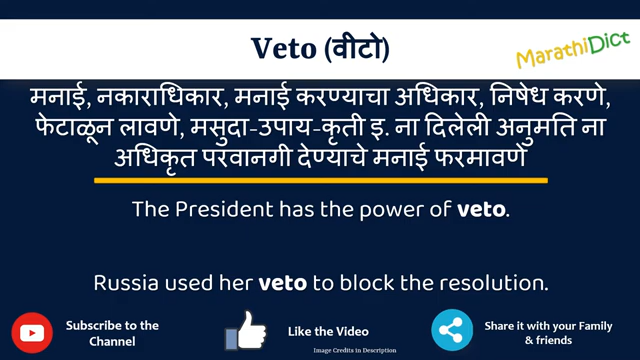 Veto (वीटो)
MarathiDict
मनाई, नकाराधिकार, मनाई करण्याचा अधिकार, निषेध करणे,
फेटाळून लावणे, मसुदा-उपाय-कृती इ. ना दिलेली अनुमति ना
अधिकृत परवानगी देण्याचे मनाई फरमावणे
The President has the power of veto.
Russia used her veto to block the resolution.
Subscribe to the
Channel
Like the Video
Share it with your Family
& friends
Image Credits in Description